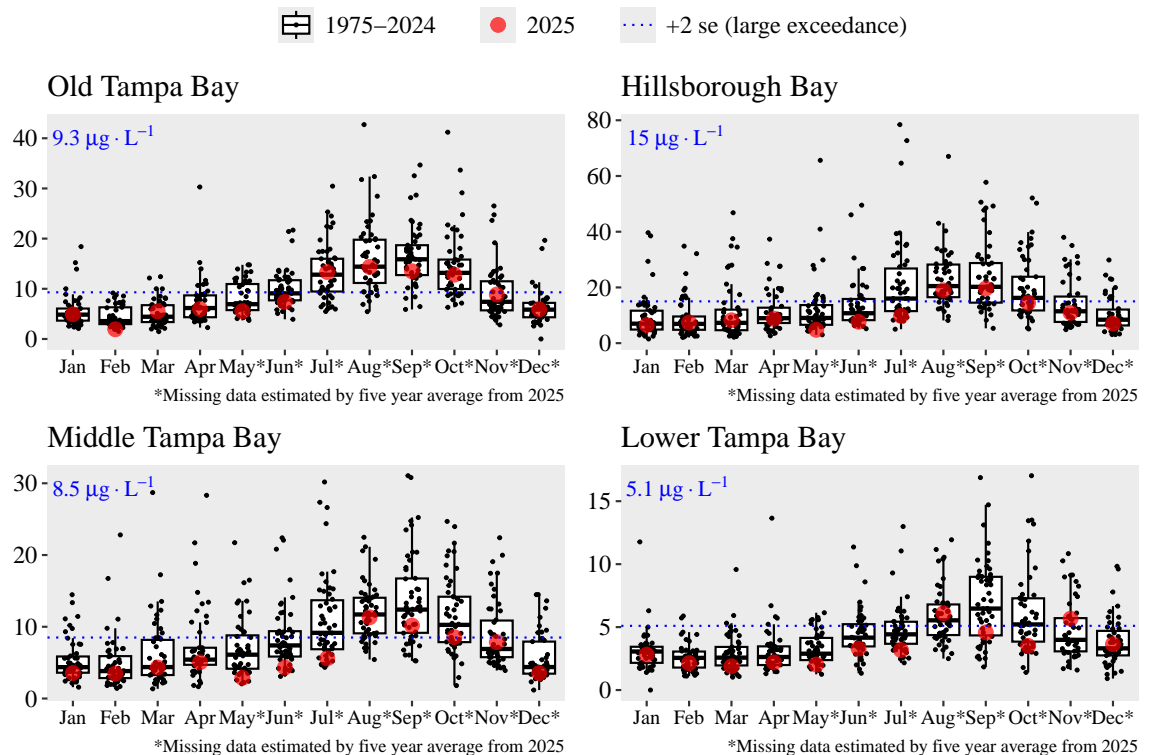 1975−2024 2025 +2 se (large exceedance)
Old Tampa Bay
9.3 μg · L−1
40
30
20
10
0
Jan Feb Mar Apr May* Jun* Jul* Aug* Sep* Oct* Nov* Dec*
*Missing data estimated by five year average from 2025
Hillsborough Bay
15 μg · L−1
80
60
40
20
0
Jan Feb Mar Apr May* Jun* Jul* Aug* Sep* Oct* Nov* Dec*
*Missing data estimated by five year average from 2025
Middle Tampa Bay
8.5 μg · L−1
30
20
10
0
Jan Feb Mar Apr May* Jun* Jul* Aug* Sep* Oct* Nov* Dec*
*Missing data estimated by five year average from 2025
Lower Tampa Bay
5.1 μg · L−1
15
10
5
0
Jan Feb Mar Apr May* Jun* Jul* Aug* Sep* Oct* Nov* Dec*
*Missing data estimated by five year average from 2025